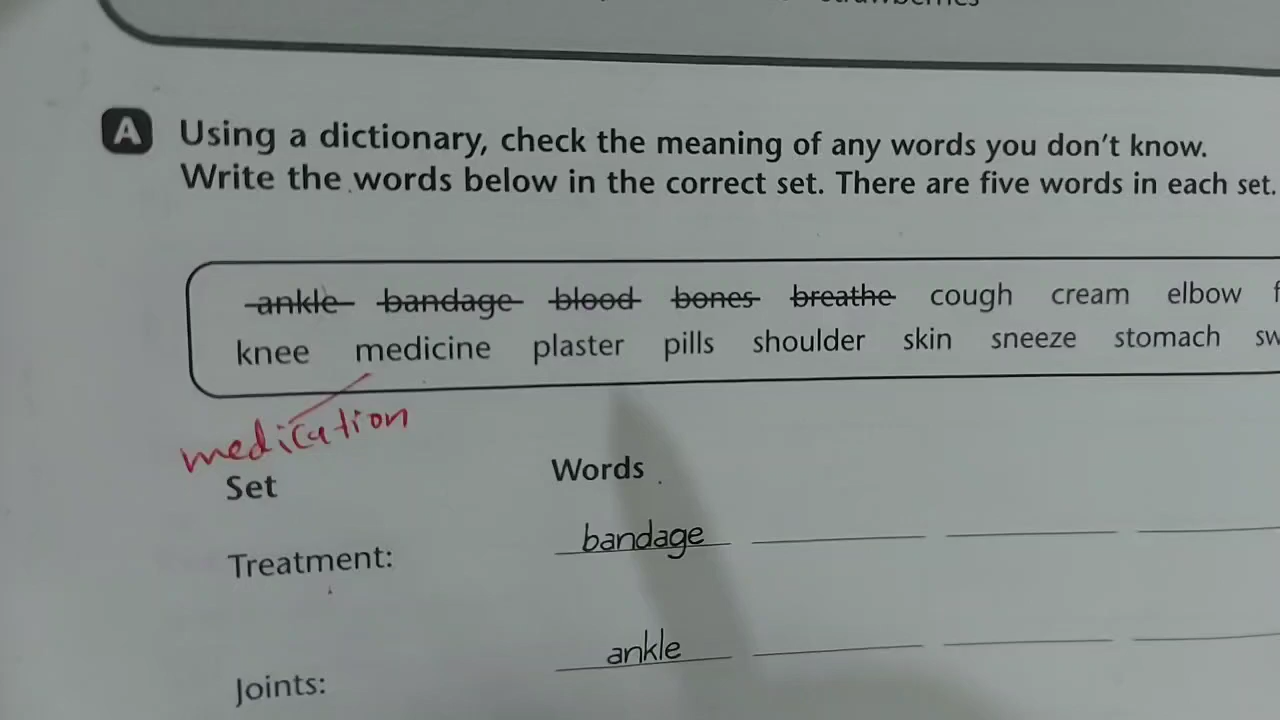 A Using a dictionary, check the meaning of any words you don't know.
Write the words below in the correct set. There are five words in each set.
ankle bandage blood bones breathe cough cream elbow
knee medicine plaster pills shoulder skin sneeze stomach
medication
Set Words
Treatment: bandage
Joints: ankle